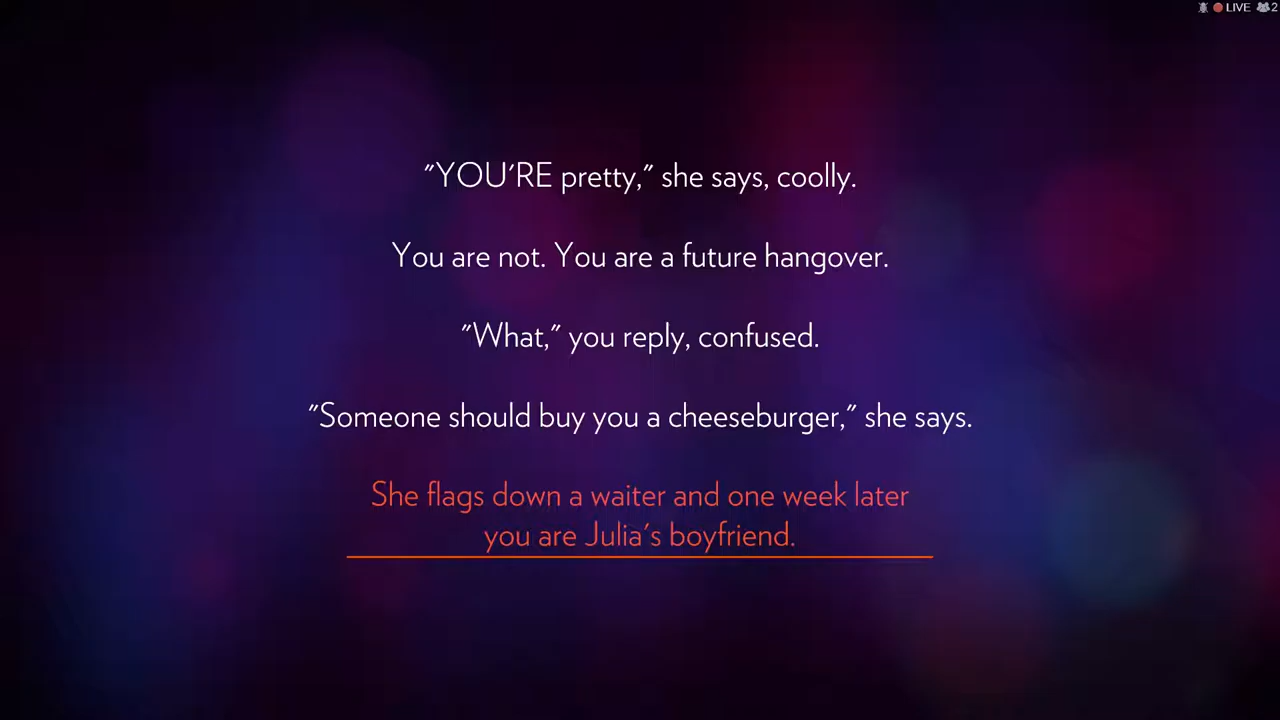 LIVE 2
"YOU'RE pretty," she says, coolly.
You are not. You are a future hangover.
"What," you reply, confused.
"Someone should buy you a cheeseburger," she says.
She flags down a waiter and one week later
you are Julia's boyfriend.